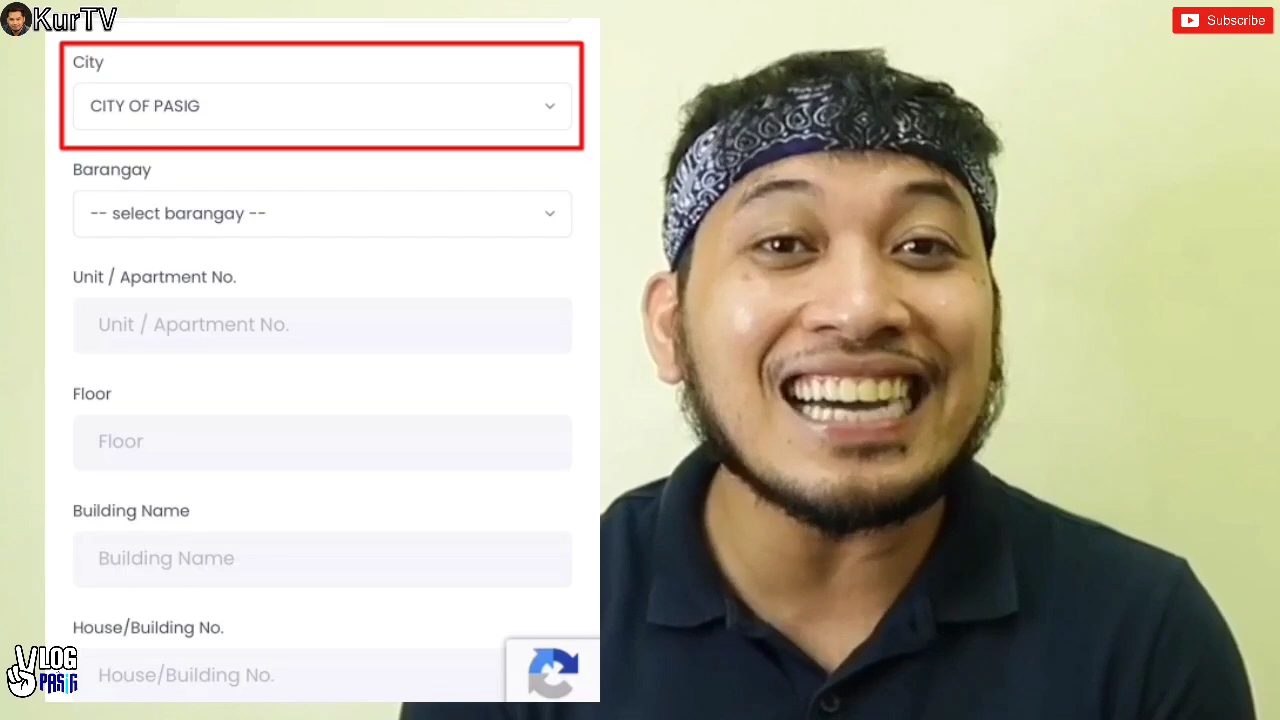 KurTV
Subscribe
City
CITY OF PASIG
Barangay
-- select barangay --
Unit / Apartment No.
Unit / Apartment No.
Floor
Floor
Building Name
Building Name
House/Building No.
House/Building No.
VLOG
PASIG